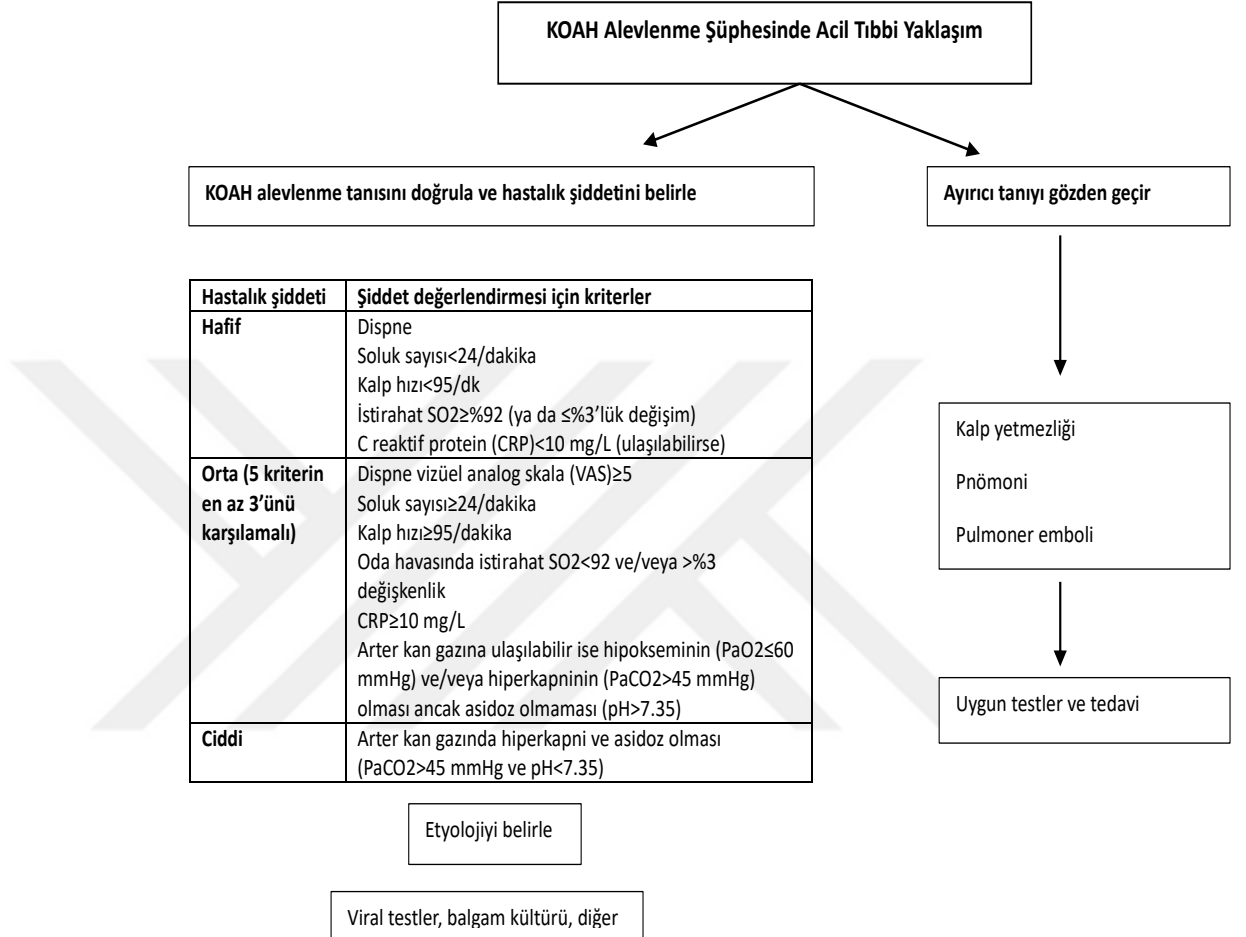 KOAH Alevlenme Şüphesinde Acil Tıbbi Yaklaşım
KOAH alevlenme tanısını doğrula ve hastalık şiddetini belirle
Ayırıcı tanıyı gözden geçir
Hastalık şiddeti
Şiddet değerlendirmesi için kriterler
Hafif
Dispne
Soluk sayısı<24/dakika
Kalp hızı<95/dk
İstirahat SO2≥%92 (ya da ≤%3’lük değişim)
C reaktif protein (CRP)<10 mg/L (ulaşılabilirse)
Orta (5 kriterin
en az 3’ünü
karşılamalı)
Dispne vizüel analog skala (VAS)≥5
Soluk sayısı≥24/dakika
Kalp hızı≥95/dakika
Oda havasında istirahat SO2<92 ve/veya >%3
değişkenlik
CRP≥10 mg/L
Arter kan gazına ulaşılabilir ise hipokseminin (PaO2≤60
mmHg) ve/veya hiperkapninin (PaCO2>45 mmHg)
olması ancak asidoz olmaması (pH>7.35)
Ciddi
Arter kan gazında hiperkapni ve asidoz olması
(PaCO2>45 mmHg ve pH<7.35)
Kalp yetmezliği
Pnömoni
Pulmoner emboli
Uygun testler ve tedavi
Etyolojiyi belirle
Viral testler, balgam kültürü, diğer